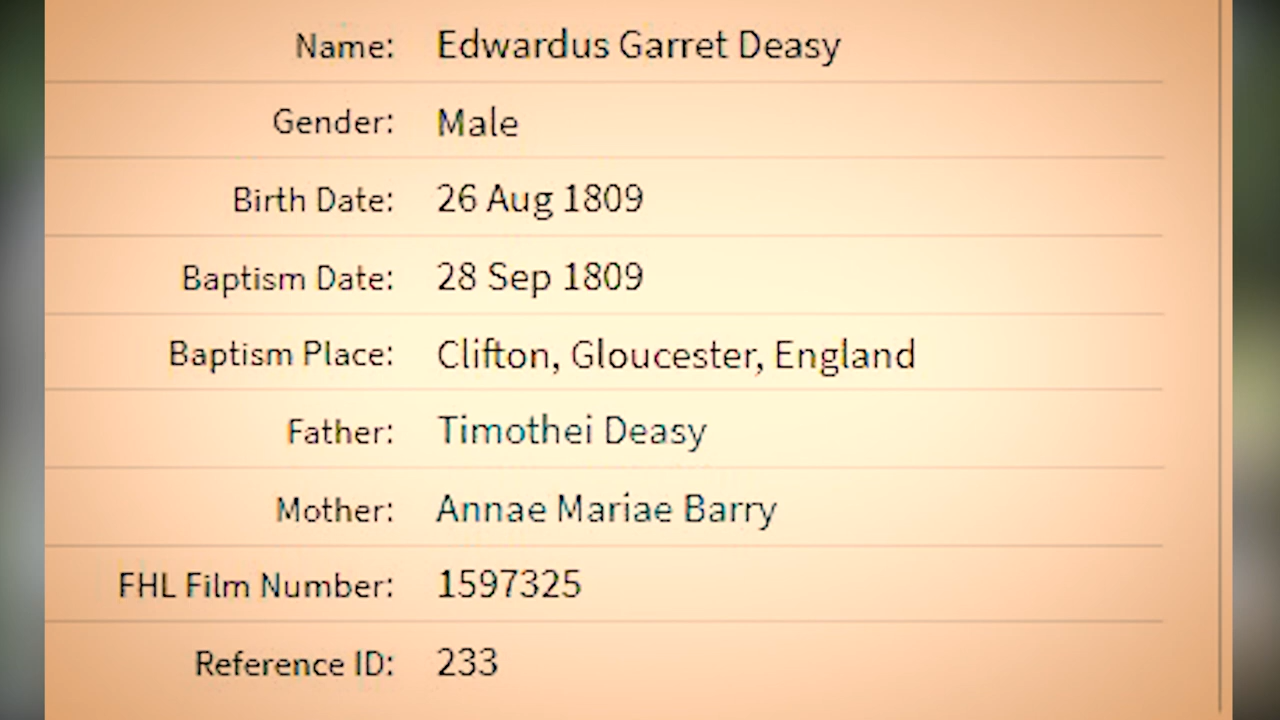 Name: Edwardus Garret Deasy
Gender: Male
Birth Date: 26 Aug 1809
Baptism Date: 28 Sep 1809
Baptism Place: Clifton, Gloucester, England
Father: Timothei Deasy
Mother: Annae Mariae Barry
FHL Film Number: 1597325
Reference ID: 233